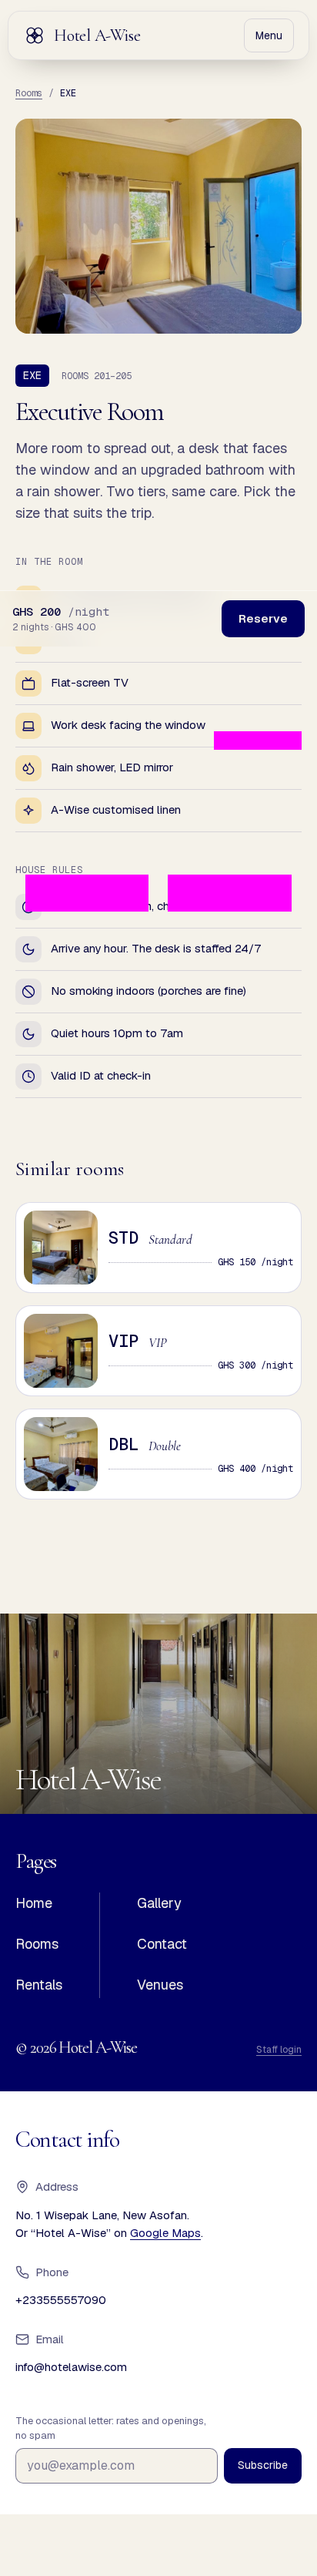 Hotel A-Wise
Menu
Rooms / EXE
EXE
ROOMS 201–205
Executive Room
More room to spread out, a desk that faces
the window and an upgraded bathroom with
a rain shower. Two tiers, same care. Pick the
size that suits the trip.
IN THE ROOM
GHS 200 /night
2 nights · GHS 400
Reserve
Flat-screen TV
Work desk facing the window
Rain shower, LED mirror
A-Wise customised linen
HOUSE RULES
Arrive any hour. The desk is staffed 24/7
No smoking indoors (porches are fine)
Quiet hours 10pm to 7am
Valid ID at check-in
Similar rooms
STD Standard
GHS 150 /night
VIP VIP
GHS 300 /night
DBL Double
GHS 400 /night
Hotel A-Wise
Pages
Home
Gallery
Rooms
Contact
Rentals
Venues
© 2026 Hotel A-Wise
Staff login
Contact info
Address
No. 1 Wisepak Lane, New Asofan.
Or “Hotel A-Wise” on Google Maps.
Phone
+233555557090
Email
info@hotelawise.com
The occasional letter: rates and openings,
no spam
you@example.com
Subscribe